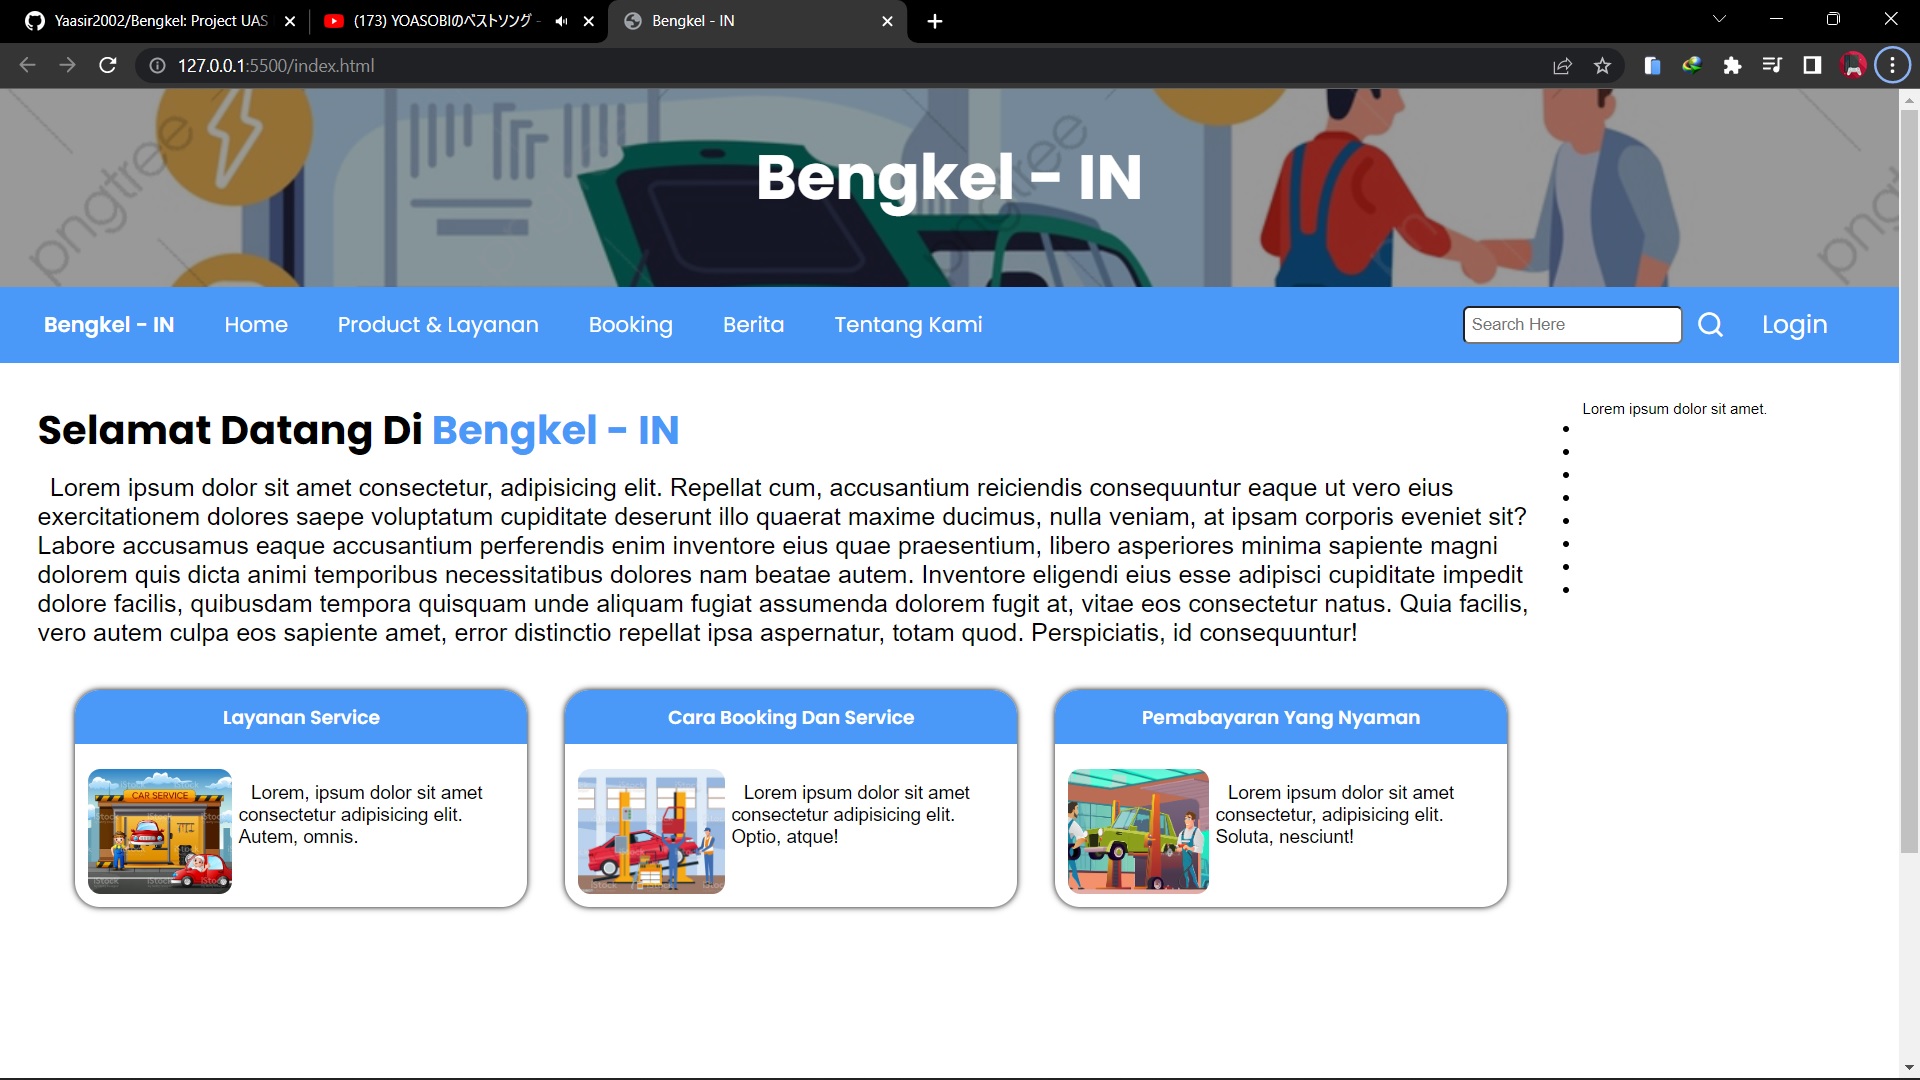 Yaasir2002/Bengkel: Project UAS
(173) YOASOBIのベストソング -
Bengkel - IN
127.0.0.1:5500/index.html
pngtree
pngtree
Bengkel - IN
Bengkel - IN
Home
Product & Layanan
Booking
Berita
Tentang Kami
Search Here
Login
Selamat Datang Di Bengkel - IN
Lorem ipsum dolor sit amet consectetur, adipisicing elit. Repellat cum, accusantium reiciendis consequuntur eaque ut vero eius
exercitationem dolores saepe voluptatum cupiditate deserunt illo quaerat maxime ducimus, nulla veniam, at ipsam corporis eveniet sit?
Labore accusamus eaque accusantium perferendis enim inventore eius quae praesentium, libero asperiores minima sapiente magni
dolorem quis dicta animi temporibus necessitatibus dolores nam beatae autem. Inventore eligendi eius esse adipisci cupiditate impedit
dolore facilis, quibusdam tempora quisquam unde aliquam fugiat assumenda dolorem fugit at, vitae eos consectetur natus. Quia facilis,
vero autem culpa eos sapiente amet, error distinctio repellat ipsa aspernatur, totam quod. Perspiciatis, id consequuntur!
Lorem ipsum dolor sit amet.
Layanan Service
CAR SERVICE
Lorem, ipsum dolor sit amet
consectetur adipisicing elit.
Autem, omnis.
Cara Booking Dan Service
Lorem ipsum dolor sit amet
consectetur adipisicing elit.
Optio, atque!
Pemabayaran Yang Nyaman
Lorem ipsum dolor sit amet
consectetur, adipisicing elit.
Soluta, nesciunt!